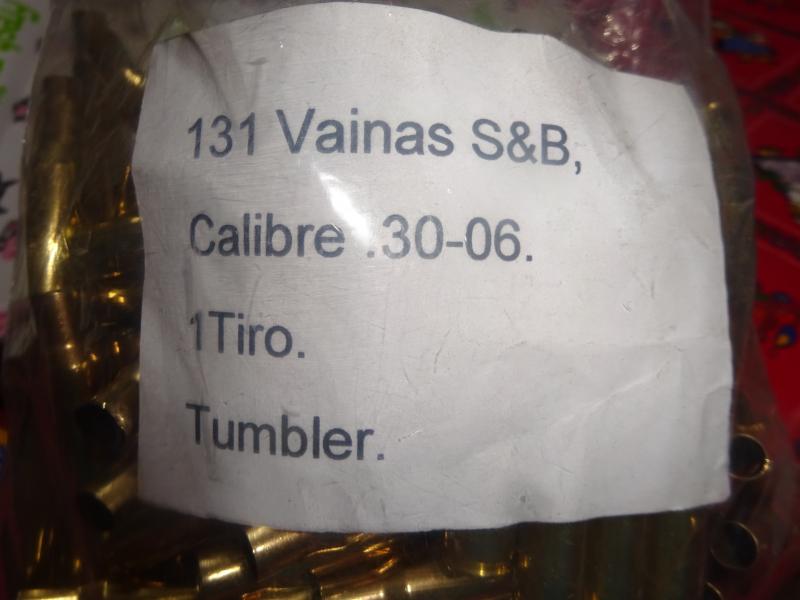 131 Vainas S&B,
Calibre .30-06.
1Tiro.
Tumbler.